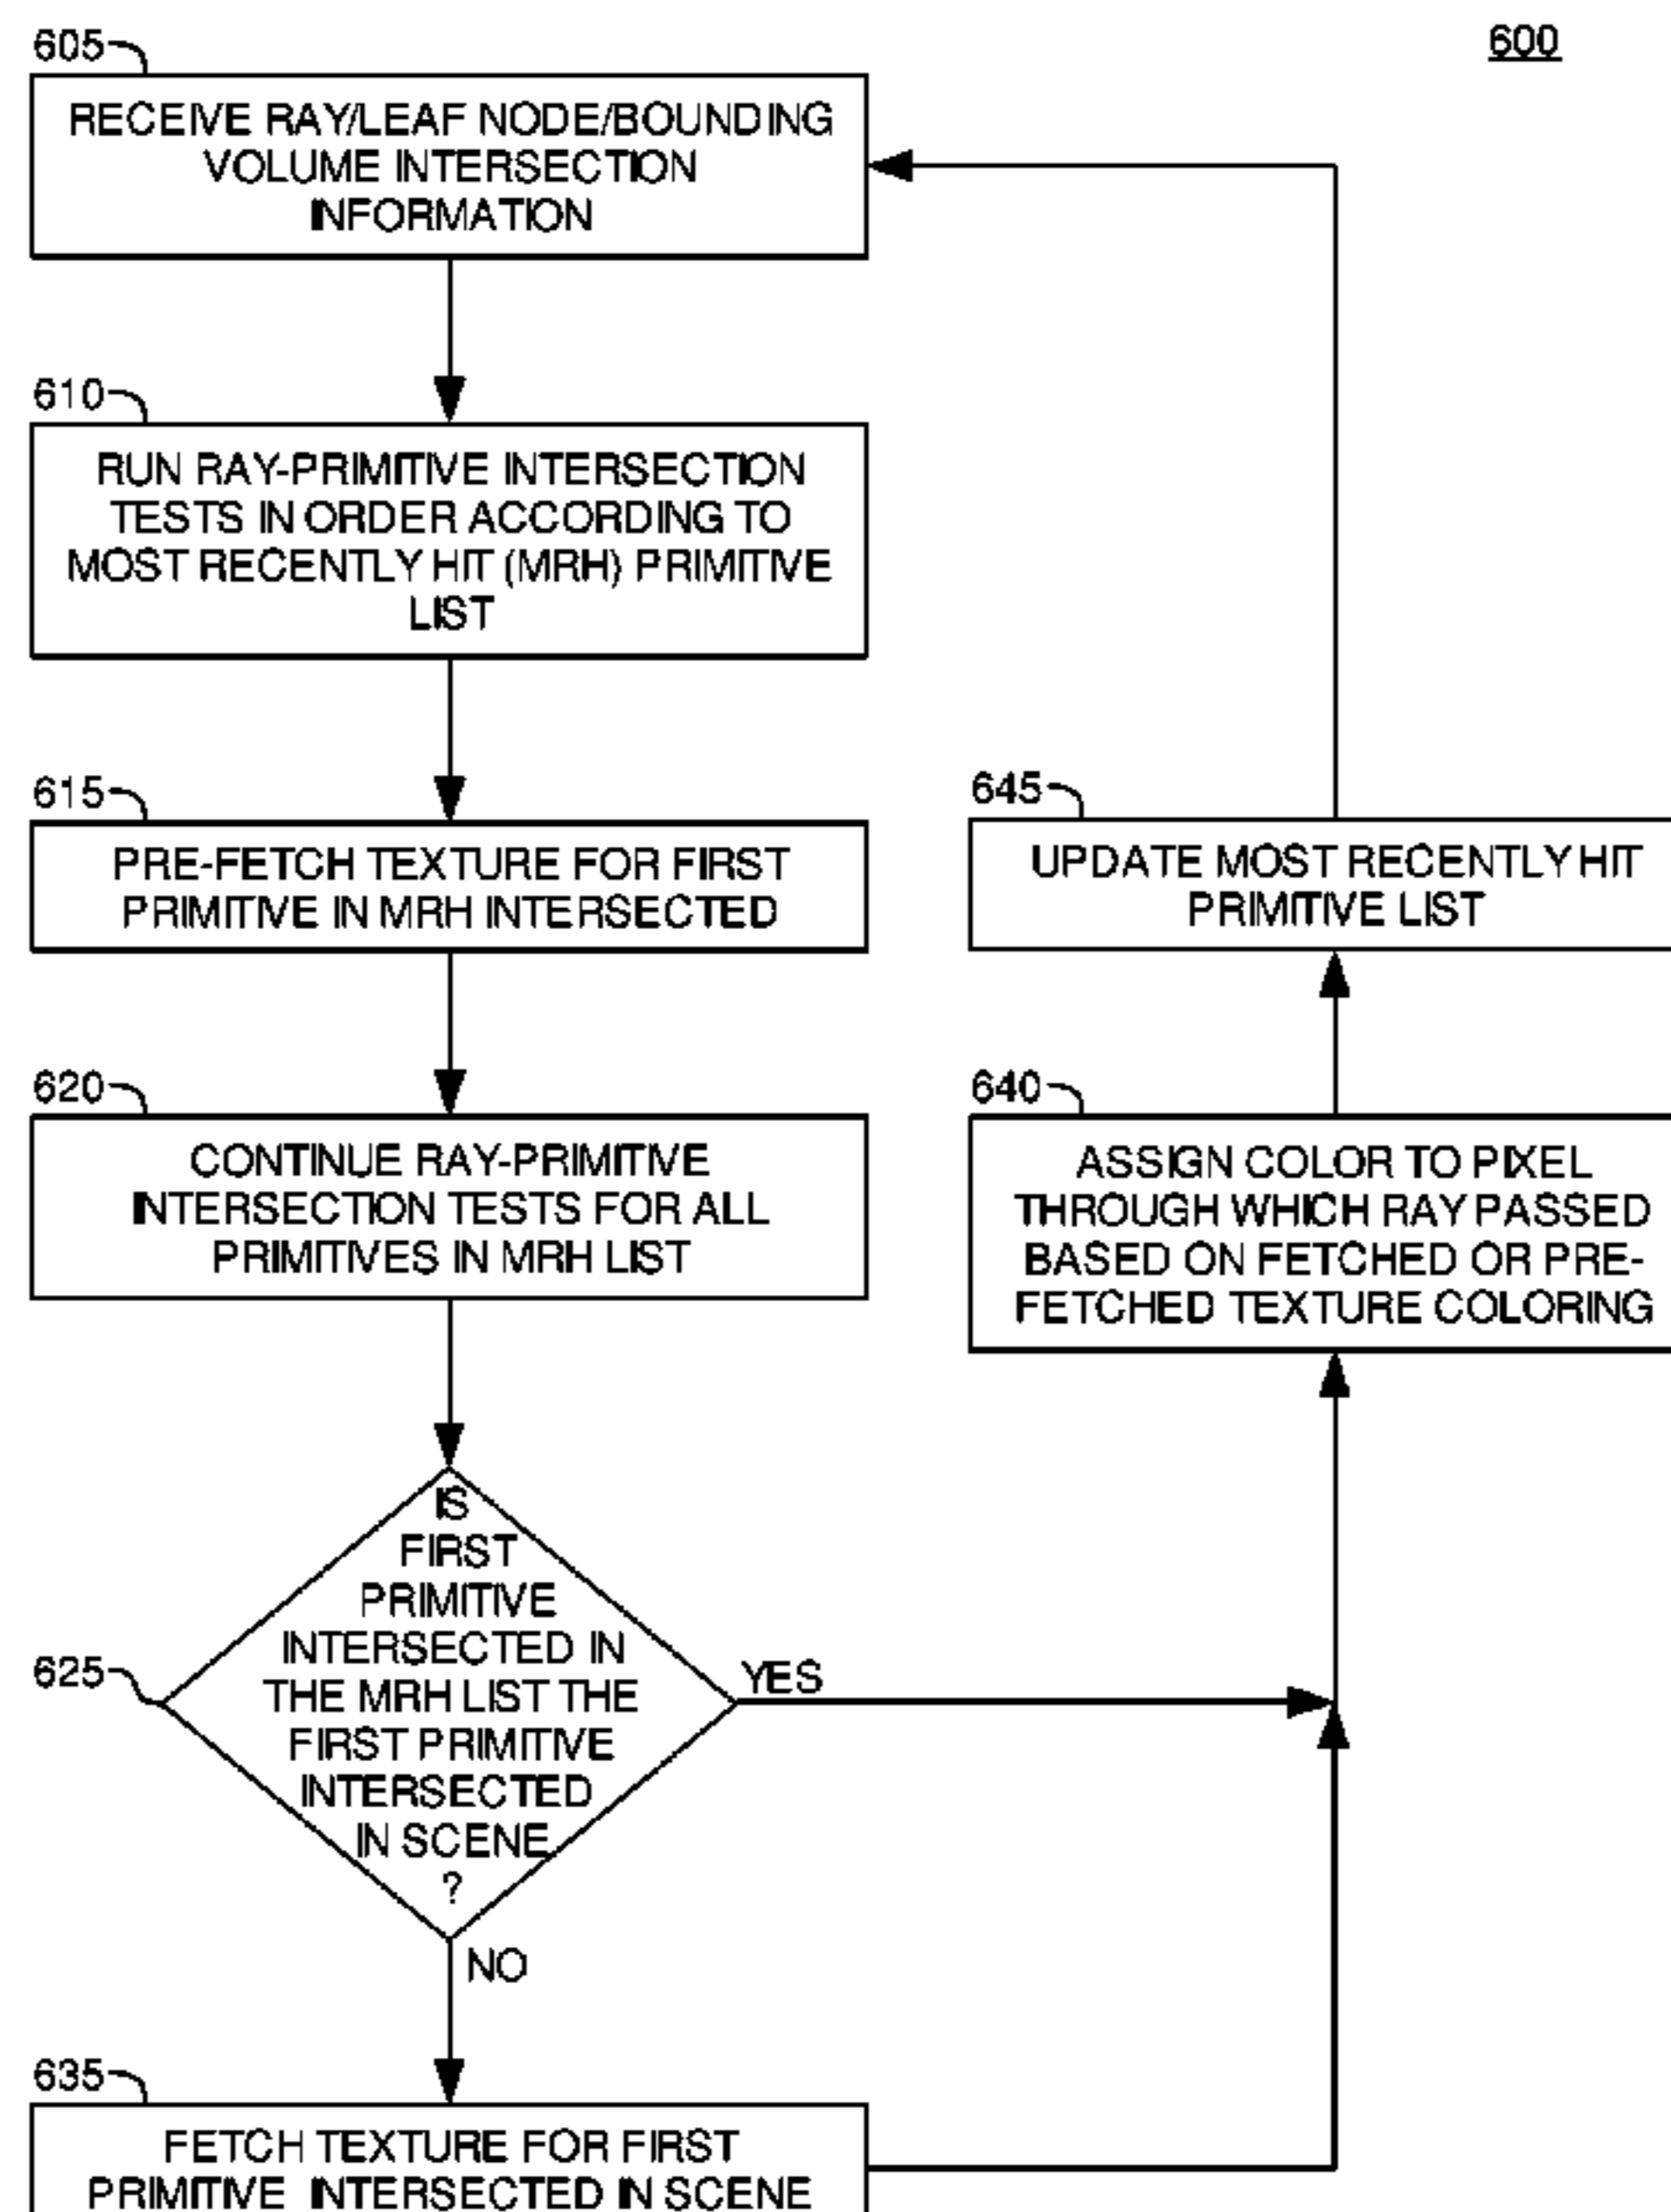 600
605
RECEIVE RAY/LEAF NODE/BOUNDING
VOLUME INTERSECTION
INFORMATION
610
RUN RAY-PRIMITIVE INTERSECTION
TESTS IN ORDER ACCORDING TO
MOST RECENTLY HIT (MRH) PRIMITIVE
LIST
615
PRE-FETCH TEXTURE FOR FIRST
PRIMITIVE IN MRH INTERSECTED
620
CONTINUE RAY-PRIMITIVE
INTERSECTION TESTS FOR ALL
PRIMITIVES IN MRH LIST
625
IS
FIRST
PRIMITIVE
INTERSECTED IN
THE MRH LIST THE
FIRST PRIMITIVE
INTERSECTED
IN SCENE
?
YES
NO
635
FETCH TEXTURE FOR FIRST
PRIMITIVE INTERSECTED IN SCENE
640
ASSIGN COLOR TO PIXEL
THROUGH WHICH RAY PASSED
BASED ON FETCHED OR PRE-
FETCHED TEXTURE COLORING
645
UPDATE MOST RECENTLY HIT
PRIMITIVE LIST